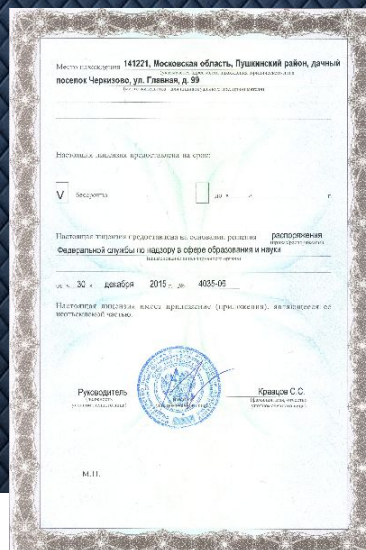 Место нахождения 141221, Московская область, Пушкинский район, дачный
поселок Черкизово, ул. Главная, д. 99
Настоящая лицензия предоставлена на срок:
V бессрочно до «
г.
Настоящая лицензия предоставлена на основании решения распоряжения
Федеральной службы по надзору в сфере образования и науки
от « 30 » декабря 2015 г. № 4035-06
Настоящая лицензия имеет приложение (приложения), являющееся ее
неотъемлемой частью.
Руководитель Кравцов С.С.
М.П.